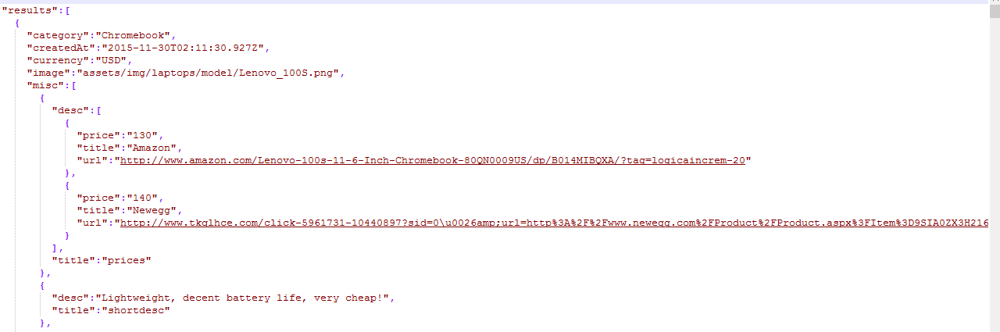 "results":[
{
"category":"Chromebook",
"createdAt":"2015-11-30T02:11:30.927Z",
"currency":"USD",
"image":"assets/img/laptops/model/Lenovo_100S.png",
"misc":[
{
"desc":[
{
"price":"130",
"title":"Amazon",
"url":"http://www.amazon.com/Lenovo-100s-11-6-Inch-Chromebook-80QN0009US/dp/B014MIBQXA/?tag=logicaincrem-20"
},
{
"price":"140",
"title":"Newegg",
"url":"http://www.tkqlhce.com/click-5961731-10440897?sid=0\u0026amp;url=http%3A%2F%2Fwww.newegg.com%2FProduct%2FProduct.aspx%3FItem%3D9SIA0ZX3H216
}
],
"title":"prices"
},
{
"desc":"Lightweight, decent battery life, very cheap!",
"title":"shortdesc"
},